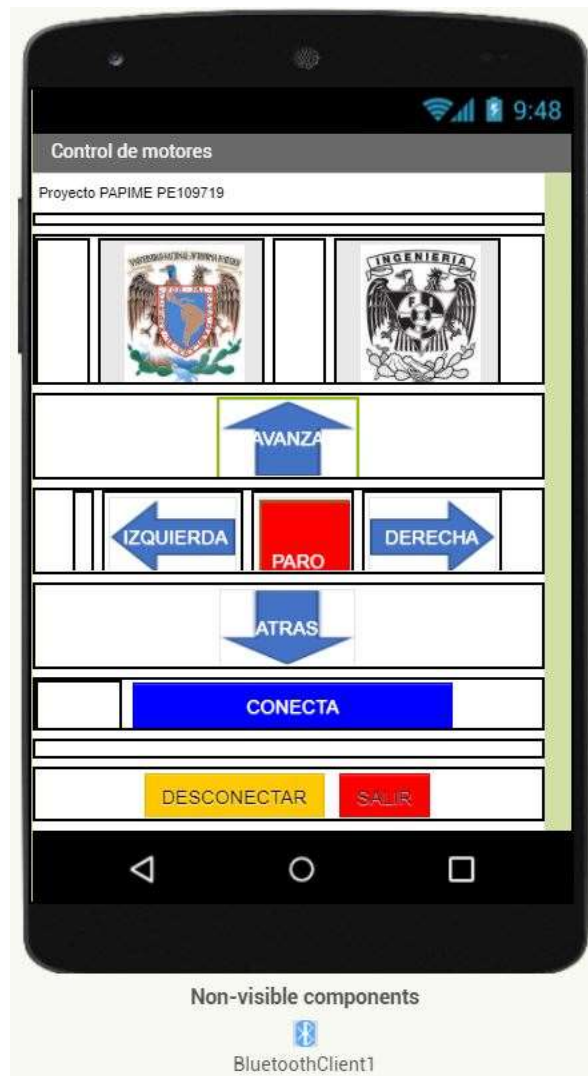 9:48
Control de motores
Proyecto PAPIME PE109719
INGENIERIA
AVANZA
IZQUIERDA
PARO
DERECHA
ATRAS
CONECTA
DESCONECTAR
SALIR
Non-visible components
BluetoothClient1